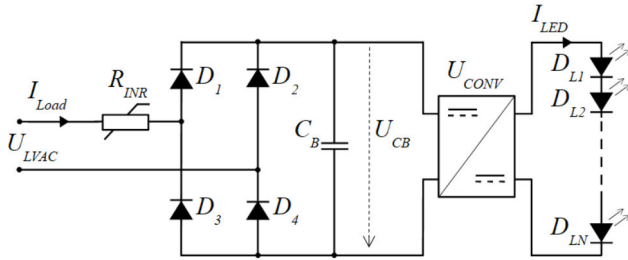 I_LED
U_CONV
D_L1
D_L2
R_INR
D_1
D_2
I_Load
C_B
U_CB
U_LVAC
D_3
D_4
D_LN